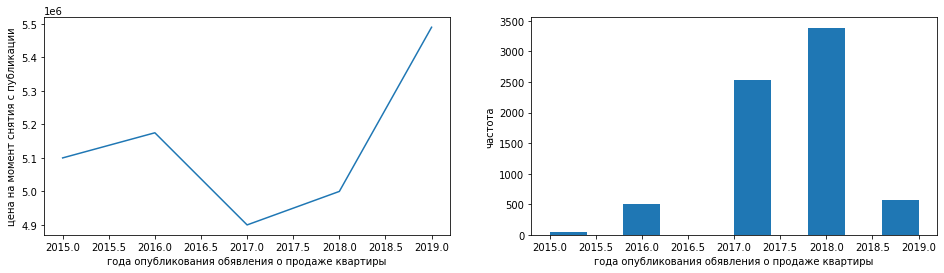 1e6
5.5
5.4
5.3
5.2
5.1
5.0
4.9
цена на момент снятия с публикации
2015.0 2015.5 2016.0 2016.5 2017.0 2017.5 2018.0 2018.5 2019.0
года опубликования обявления о продаже квартиры
3500
3000
2500
2000
1500
1000
500
0
частота
2015.0 2015.5 2016.0 2016.5 2017.0 2017.5 2018.0 2018.5 2019.0
года опубликования обявления о продаже квартиры